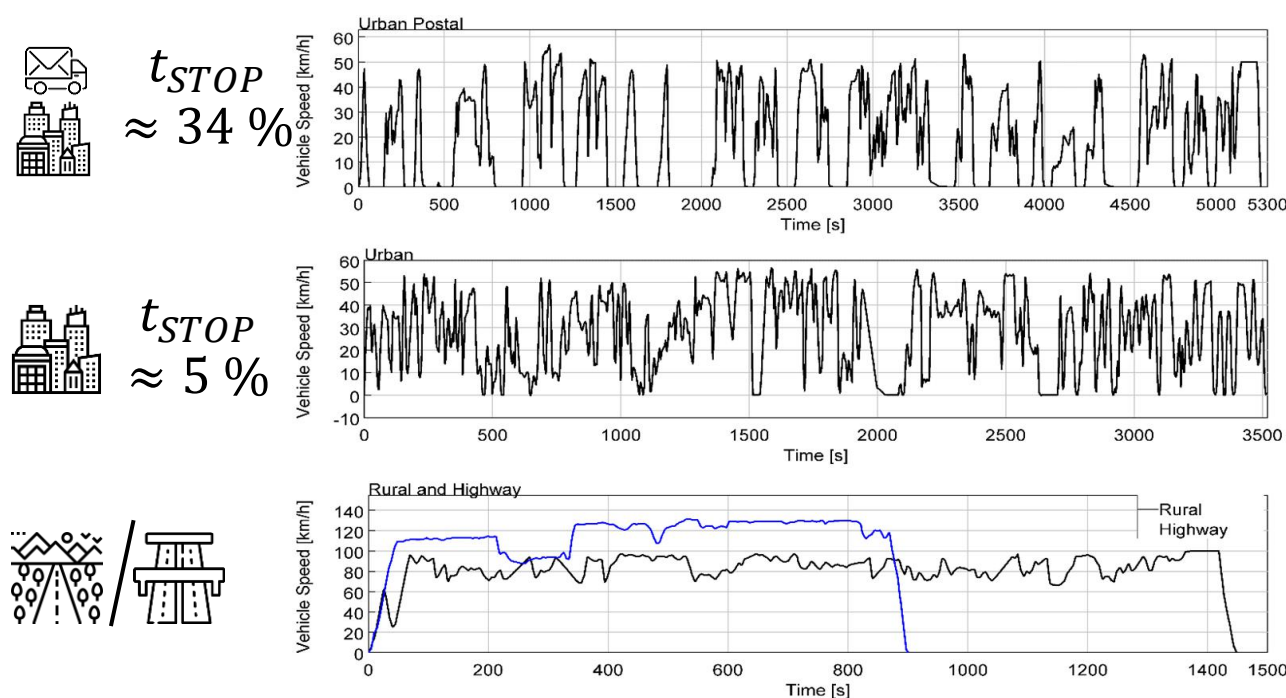 t_STOP
≈ 34 %
Urban Postal
Vehicle Speed [km/h]
60
50
40
30
20
10
0
0 500 1000 1500 2000 2500 3000 3500 4000 4500 5000 5300
Time [s]
t_STOP
≈ 5 %
Urban
Vehicle Speed [km/h]
60
50
40
30
20
10
0
-10
0 500 1000 1500 2000 2500 3000 3500
Time [s]
Rural and Highway
Vehicle Speed [km/h]
140
120
100
80
60
40
20
0
Rural
Highway
0 200 400 600 800 1000 1200 1400 1500
Time [s]